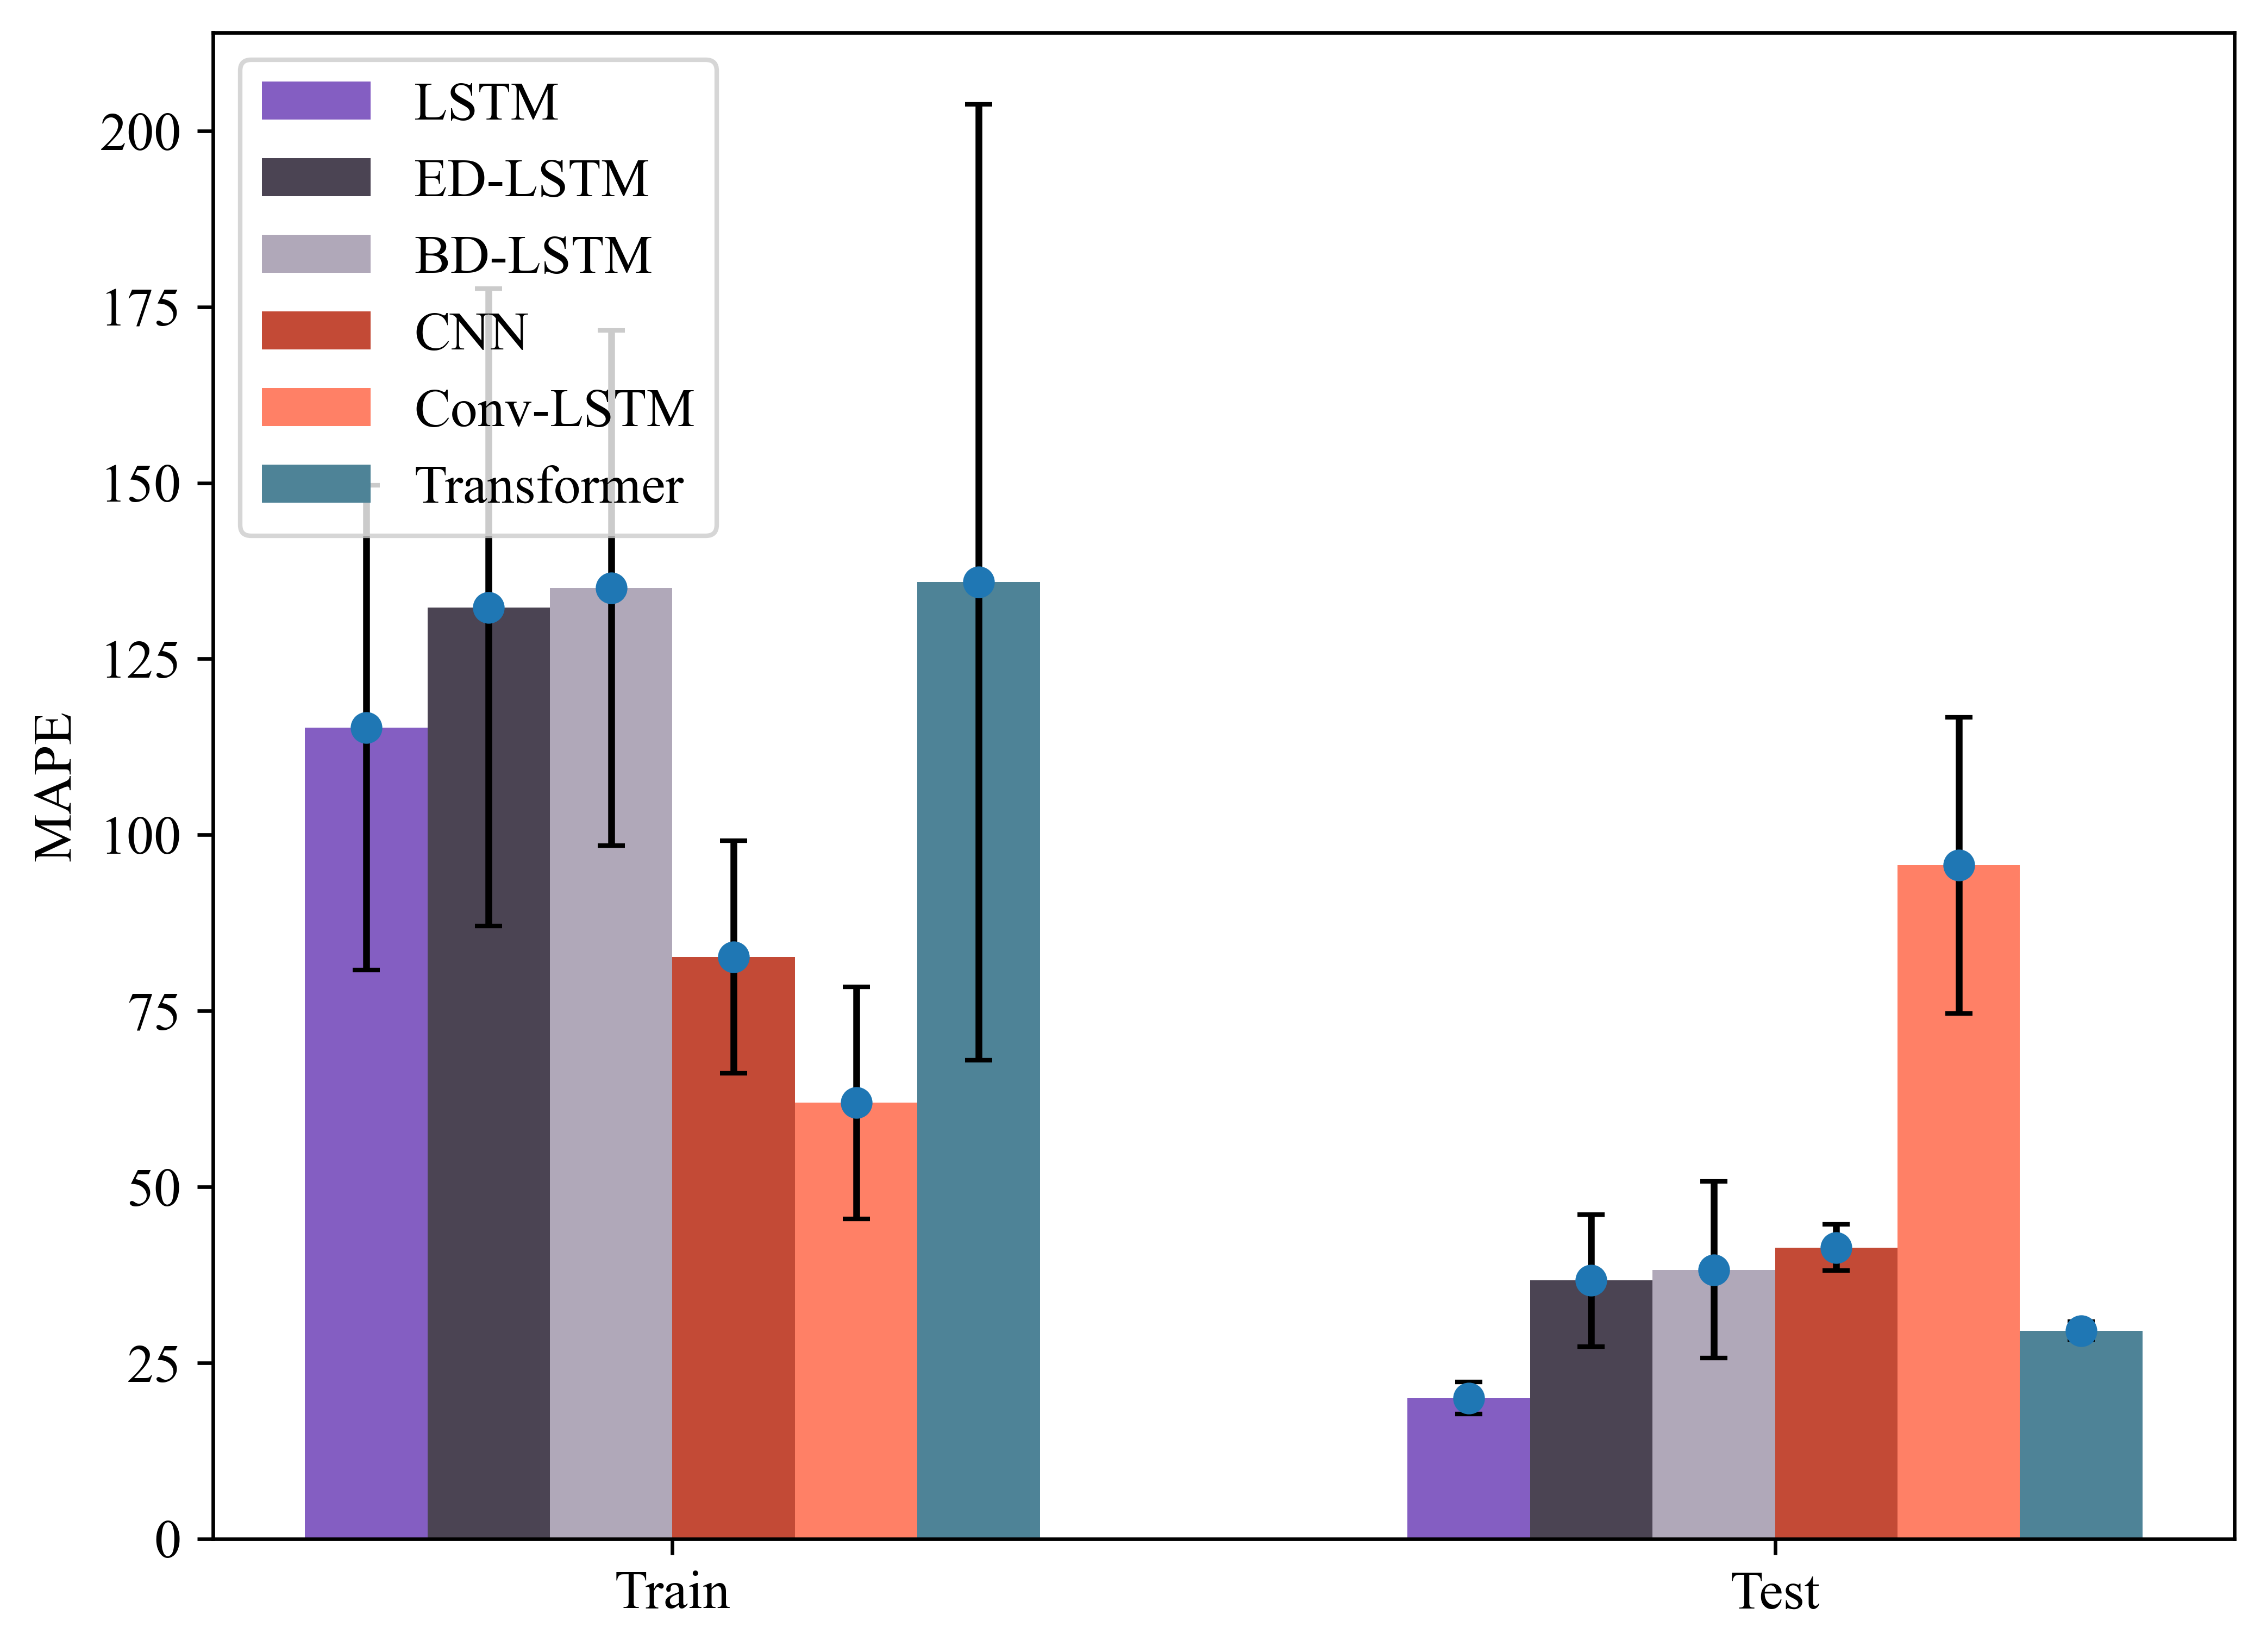 LSTM
ED-LSTM
BD-LSTM
CNN
Conv-LSTM
Transformer
MAPE
200
175
150
125
100
75
50
25
0
Train
Test